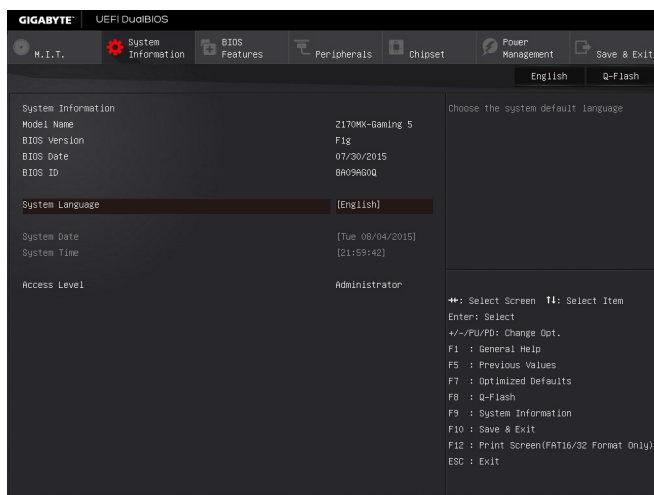 GIGABYTE™ UEFI DualBIOS
M.I.T. System Information BIOS Features Peripherals Chipset Power Management Save & Exit
English Q-Flash
System Information
Model Name Z170MX-Gaming 5
BIOS Version F1g
BIOS Date 07/30/2015
BIOS ID 8A09AG0Q
System Language [English]
System Date [Tue 08/04/2015]
System Time [21:59:42]
Access Level Administrator
Choose the system default language
→←: Select Screen ↑↓: Select Item
Enter: Select
+/-/PU/PD: Change Opt.
F1 : General Help
F5 : Previous Values
F7 : Optimized Defaults
F8 : Q-Flash
F9 : System Information
F10 : Save & Exit
F12 : Print Screen(FAT16/32 Format Only)
ESC : Exit